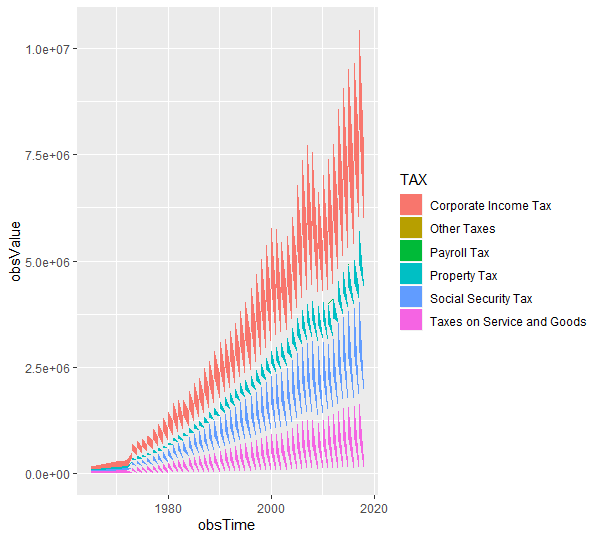 1.0e+07
7.5e+06
5.0e+06
2.5e+06
0.0e+00
obsValue
1980
2000
2020
obsTime
TAX
Corporate Income Tax
Other Taxes
Payroll Tax
Property Tax
Social Security Tax
Taxes on Service and Goods